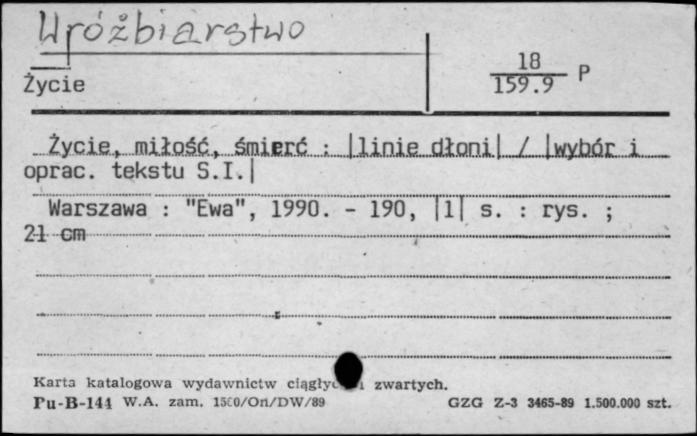 Wróżbiarstwo
Życie
18
159.9 P
Życie, miłość, śmierć : |linie dłoni| / |wybór i
oprac. tekstu S.I.|
Warszawa : "Ewa", 1990. - 190, |1| s. : rys. ;
21 cm
Karta katalogowa wydawnictw zwartych.
Pu-B-144 W.A. zam. 1500/Orł/DW/89 GZG Z-3 3465-89 1.500.000 szt.